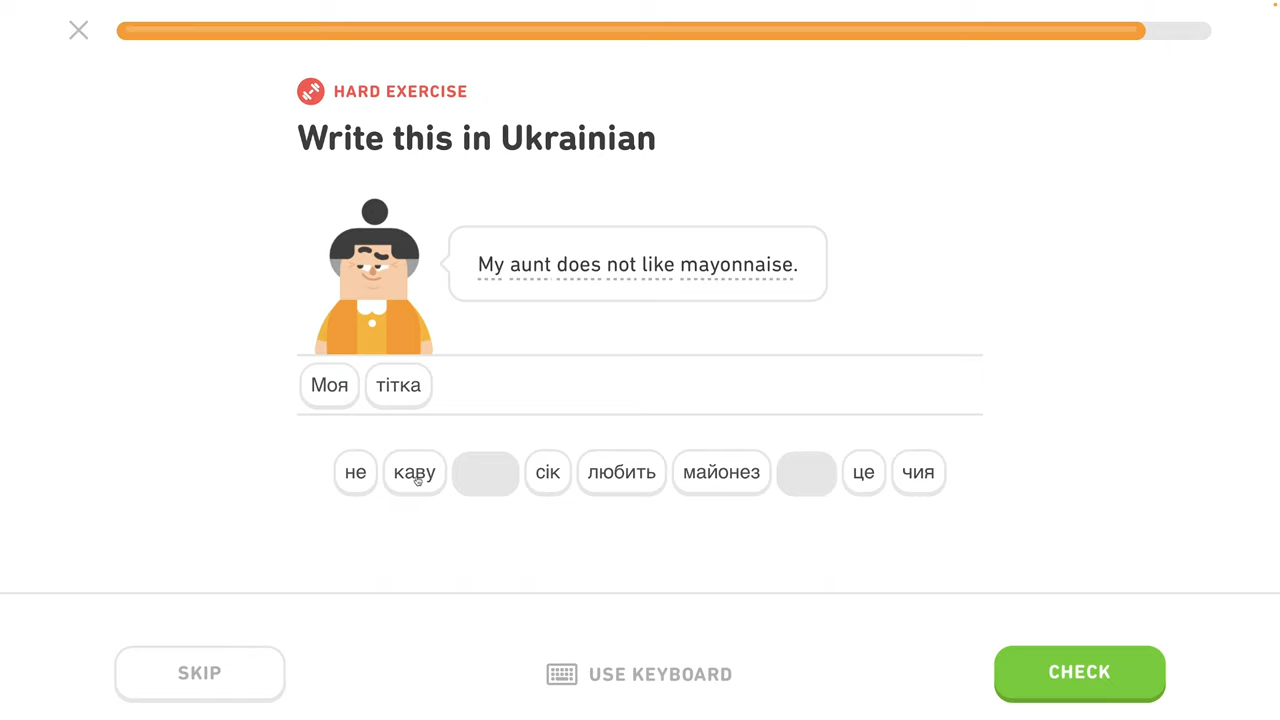 HARD EXERCISE
Write this in Ukrainian
My aunt does not like mayonnaise.
Моя тітка
не каву сік любить майонез це чия
SKIP USE KEYBOARD CHECK